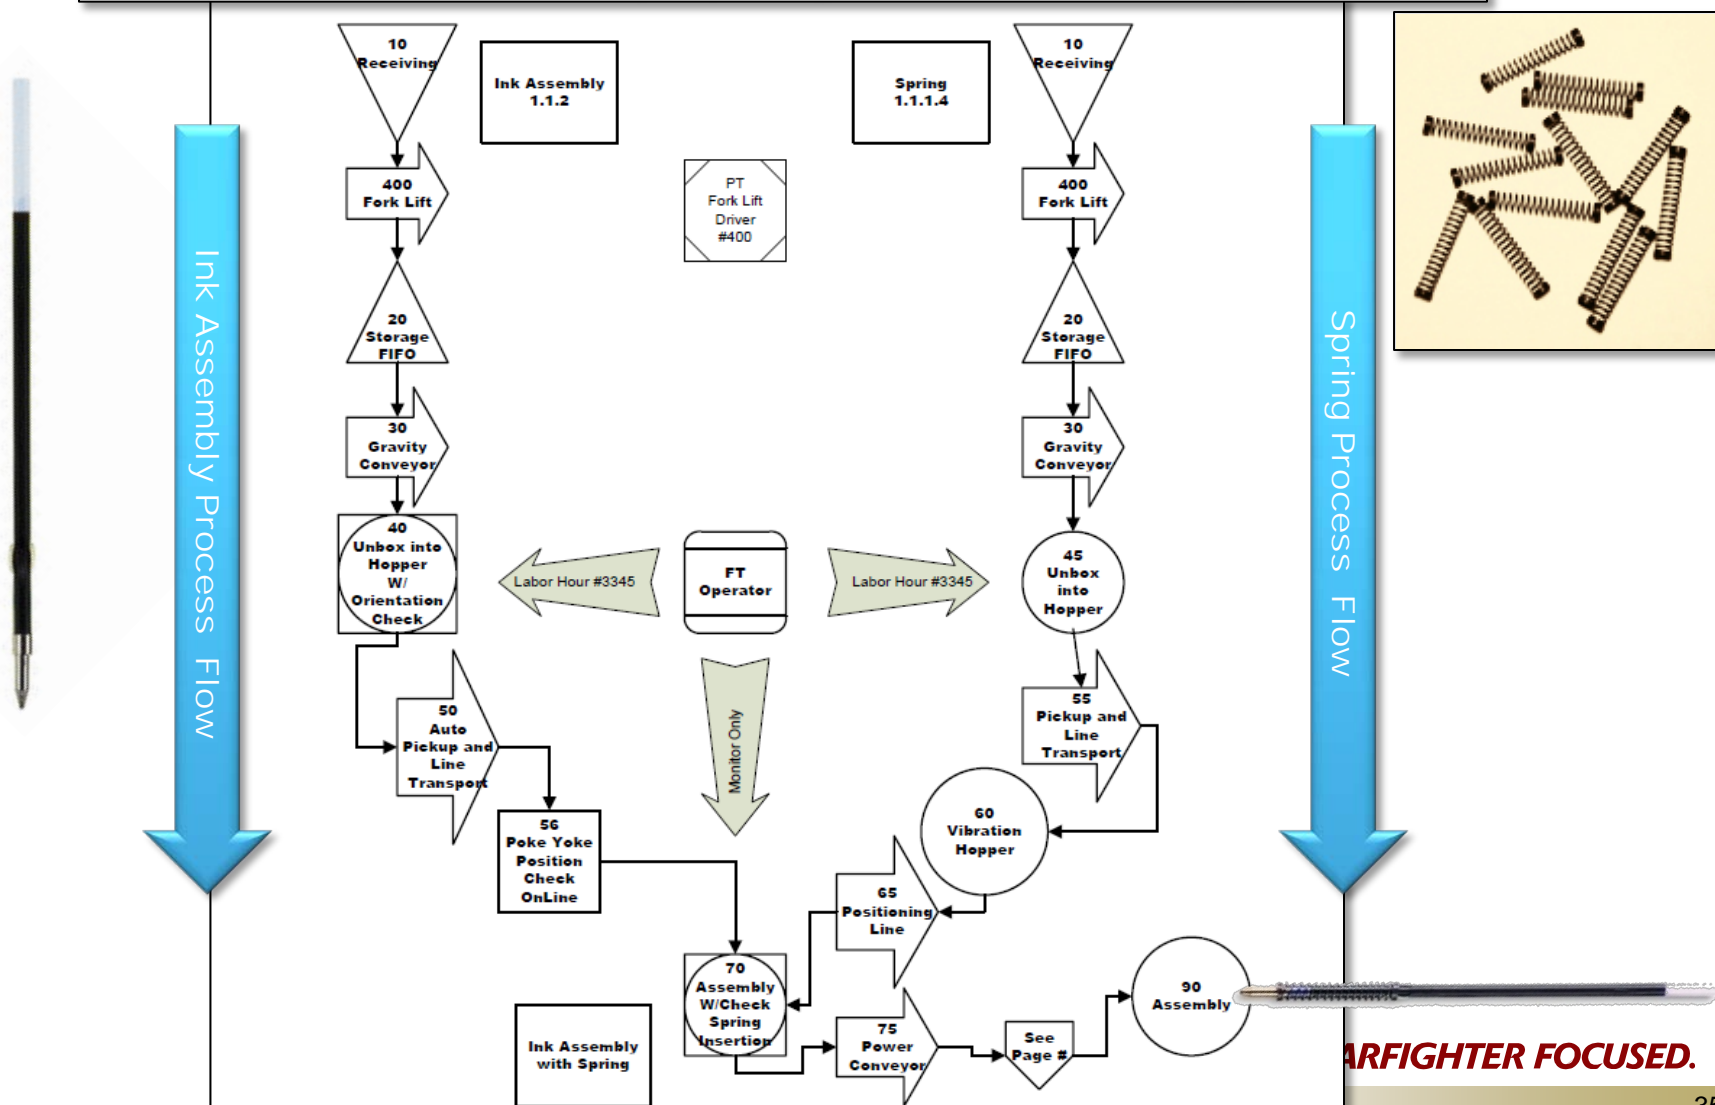 10
Receiving
Ink Assembly
1.1.2
Spring
1.1.1.4
10
Receiving
400
Fork Lift
PT
Fork Lift
Driver
#400
400
Fork Lift
Ink Assembly Process  Flow
Spring Process  Flow
20
Storage
FIFO
20
Storage
FIFO
30
Gravity
Conveyor
30
Gravity
Conveyor
40
Unbox into
Hopper
W/
Orientation
Check
Labor Hour #3345
FT
Operator
Labor Hour #3345
45
Unbox
into
Hopper
50
Auto
Pickup and
Line
Transport
Monitor Only
55
Pickup and
Line
Transport
56
Poke Yoke
Position
Check
OnLine
60
Vibration
Hopper
65
Positioning
Line
70
Assembly
W/Check
Spring
Insertion
90
Assembly
Ink Assembly
with Spring
75
Power
Conveyor
See
Page #
ARFIGHTER FOCUSED.